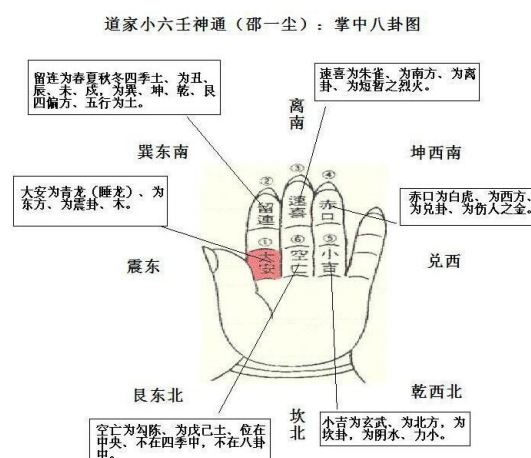 道家小六壬神通（邵一尘）：掌中八卦图
留连为春夏秋冬四季土、为丑、
辰、未、戍，为巽、坤、乾、艮
四偏方、五行为土。
速喜为朱雀、为南方、为离
卦、为短暂之烈火。
离
南
巽东南
坤西南
大安为青龙（睡龙）、为
东方、为震卦、木。
赤口为白虎、为西方、
为兑卦、为伤人之金。
②
留
連
③
速
喜
④
赤
口
①
大
安
⑥
空
亡
⑤
小
吉
震东
兑西
艮东北
坎
北
乾西北
空亡为勾陈、为戊己土、位在
中央、不在四季中，不在八卦
中。
小吉为玄武、为北方，为
坎卦，为阴水、力小。